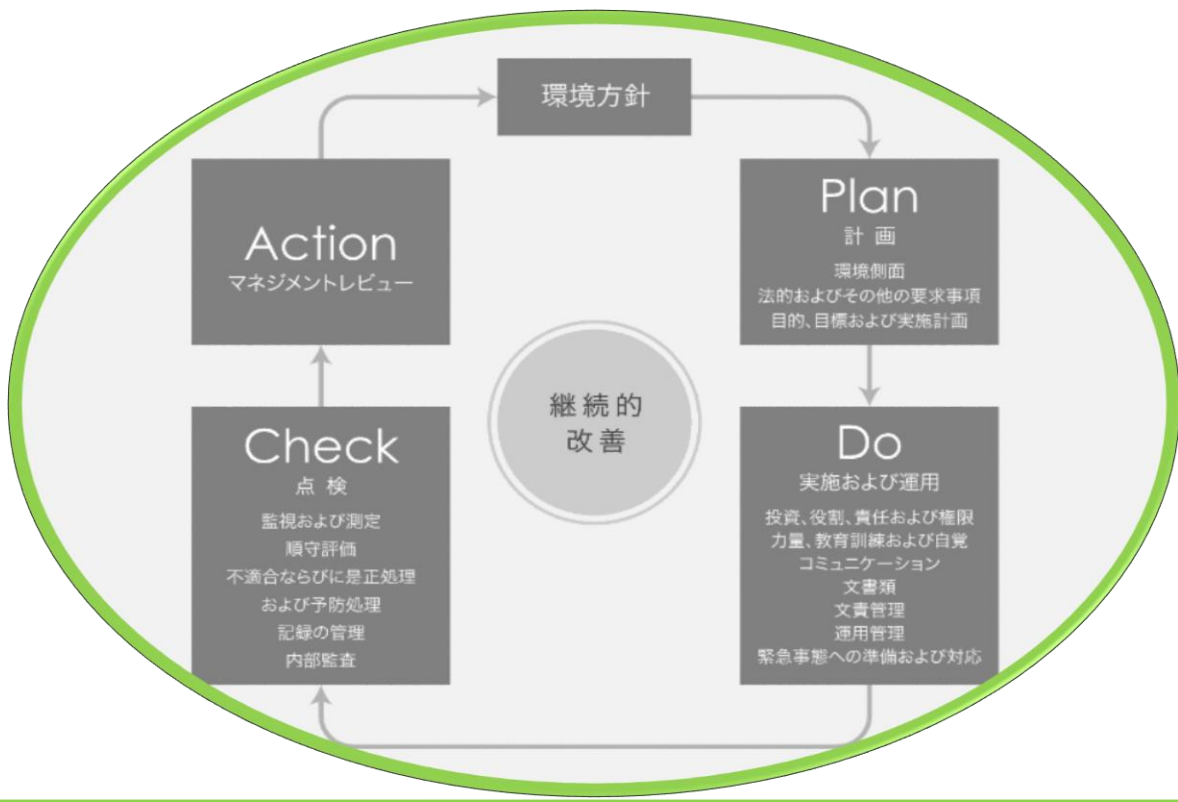 環境方針
Plan
計画
環境側面
法的およびその他の要求事項
目的、目標および実施計画
Do
実施および運用
投資、役割、責任および権限
力量、教育訓練および自覚
コミュニケーション
文書類
文責管理
運用管理
緊急事態への準備および対応
Check
点検
監視および測定
順守評価
不適合ならびに是正処理
および予防処理
記録の管理
内部監査
Action
マネジメントレビュー
継続的
改善